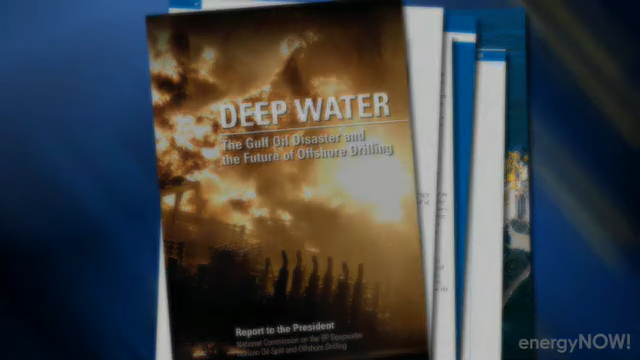 DEEP WATER
The Gulf Oil Disaster and
the Future of Offshore Drilling
Report to the President
National Commission on the BP Deepwater
Horizon Oil Spill and Offshore Drilling
energyNOW!